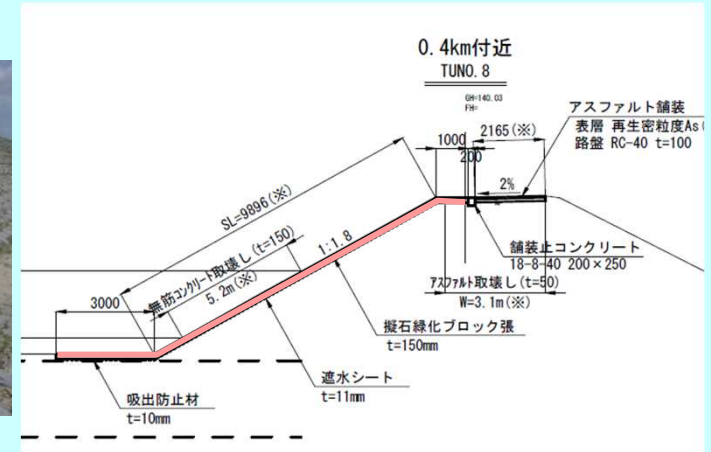 0.4km付近
TUNO.8
GH=140.03
FH=
アスファルト舗装
表層 再生密粒度As(
路盤 RC-40 t=100
1000
2165(※)
200
2%
SL=9896(※)
1:1.8
無筋コンクリート取壊し(t=150)
5.2m(※)
舗装止コンクリート
18-8-40 200×250
アスファルト取壊し(t=50)
W=3.1m(※)
3000
擬石緑化ブロック張
t=150mm
遮水シート
t=11mm
吸出防止材
t=10mm